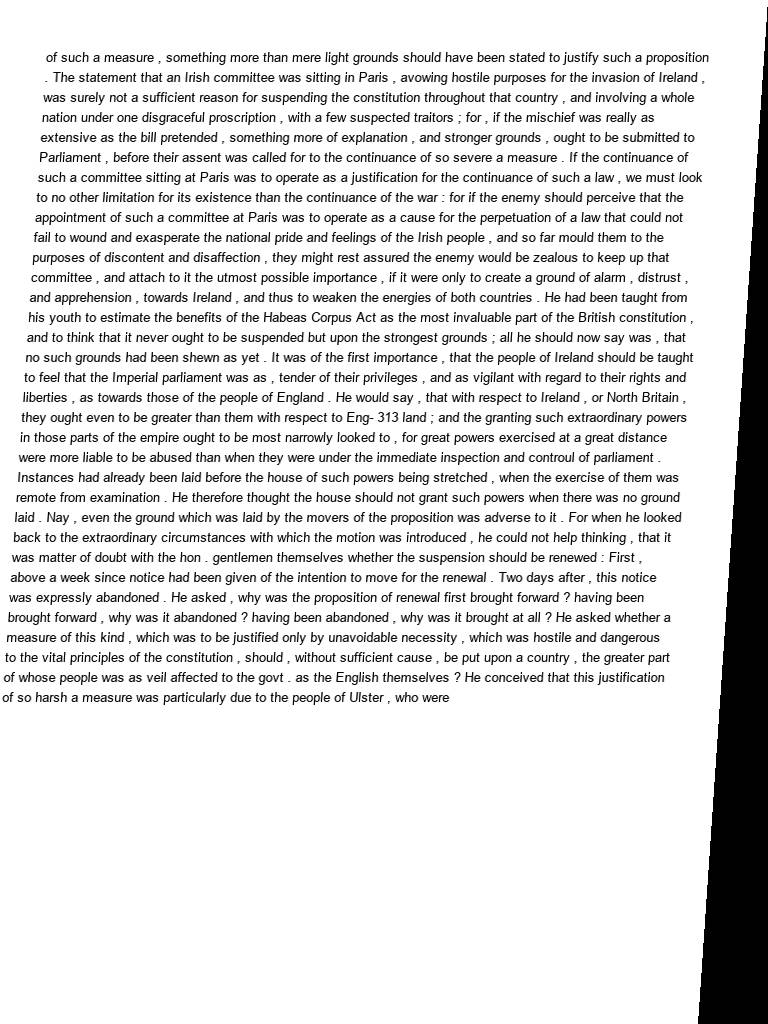 of such a measure , something more than mere light grounds should have been stated to justify such a proposition
. The statement that an Irish committee was sitting in Paris , avowing hostile purposes for the invasion of Ireland ,
was surely not a sufficient reason for suspending the constitution throughout that country , and involving a whole
nation under one disgraceful proscription , with a few suspected traitors ; for , if the mischief was really as
extensive as the bill pretended , something more of explanation , and stronger grounds , ought to be submitted to
Parliament , before their assent was called for to the continuance of so severe a measure . If the continuance of
such a committee sitting at Paris was to operate as a justification for the continuance of such a law , we must look
to no other limitation for its existence than the continuance of the war : for if the enemy should perceive that the
appointment of such a committee at Paris was to operate as a cause for the perpetuation of a law that could not
fail to wound and exasperate the national pride and feelings of the Irish people , and so far mould them to the
purposes of discontent and disaffection , they might rest assured the enemy would be zealous to keep up that
committee , and attach to it the utmost possible importance , if it were only to create a ground of alarm , distrust ,
and apprehension , towards Ireland , and thus to weaken the energies of both countries . He had been taught from
his youth to estimate the benefits of the Habeas Corpus Act as the most invaluable part of the British constitution ,
and to think that it never ought to be suspended but upon the strongest grounds ; all he should now say was , that
no such grounds had been shewn as yet . It was of the first importance , that the people of Ireland should be taught
to feel that the Imperial parliament was as , tender of their privileges , and as vigilant with regard to their rights and
liberties , as towards those of the people of England . He would say , that with respect to Ireland , or North Britain ,
they ought even to be greater than them with respect to Eng- 313 land ; and the granting such extraordinary powers
in those parts of the empire ought to be most narrowly looked to , for great powers exercised at a great distance
were more liable to be abused than when they were under the immediate inspection and controul of parliament .
Instances had already been laid before the house of such powers being stretched , when the exercise of them was
remote from examination . He therefore thought the house should not grant such powers when there was no ground
laid . Nay , even the ground which was laid by the movers of the proposition was adverse to it . For when he looked
back to the extraordinary circumstances with which the motion was introduced , he could not help thinking , that it
was matter of doubt with the hon . gentlemen themselves whether the suspension should be renewed : First ,
above a week since notice had been given of the intention to move for the renewal . Two days after , this notice
was expressly abandoned . He asked , why was the proposition of renewal first brought forward ? having been
brought forward , why was it abandoned ? having been abandoned , why was it brought at all ? He asked whether a
measure of this kind , which was to be justified only by unavoidable necessity , which was hostile and dangerous
to the vital principles of the constitution , should , without sufficient cause , be put upon a country , the greater part
of whose people was as veil affected to the govt . as the English themselves ? He conceived that this justification
of so harsh a measure was particularly due to the people of Ulster , who were